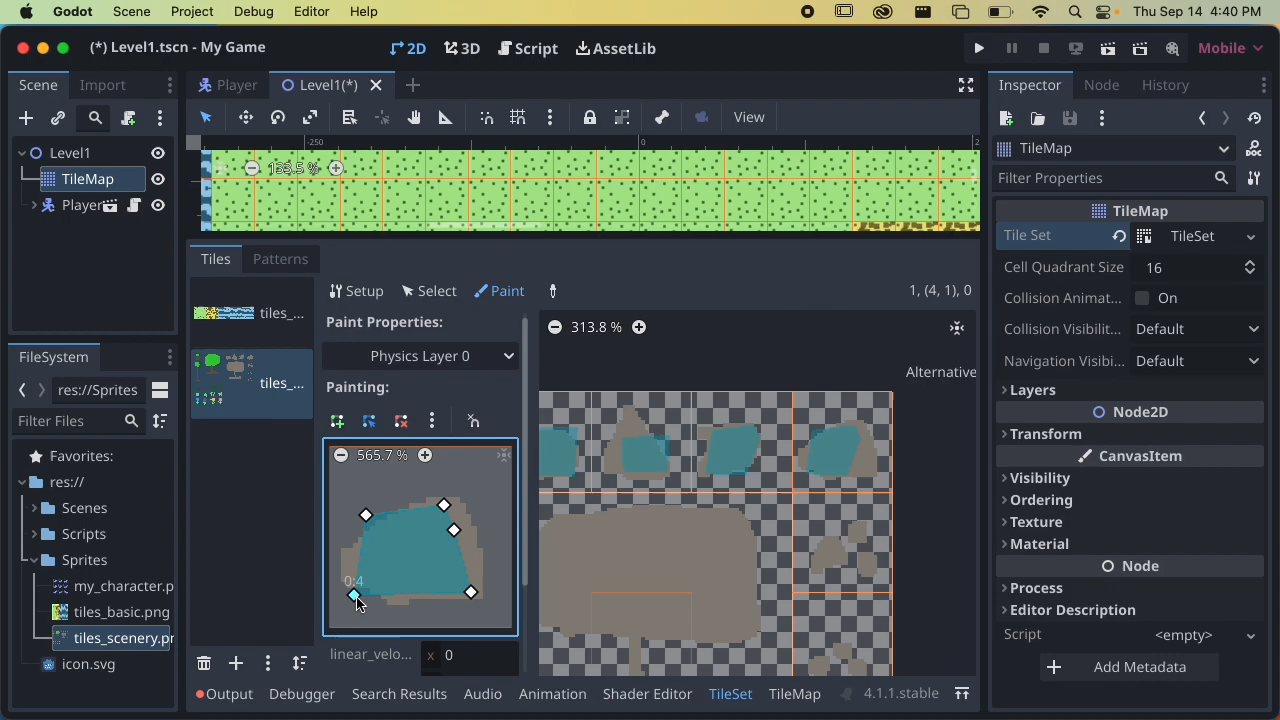 Godot Scene Project Debug Editor Help Thu Sep 14 4:40 PM
(*) Level1.tscn - My Game 2D 3D Script AssetLib Mobile
Scene Import Player Level1(*) Inspector Node History
View
-250 0 2
Level1 TileMap
TileMap 133.5 % Filter Properties
Player TileMap
Tile Set TileSet
Tiles Patterns Cell Quadrant Size 16
tiles_... Setup Select Paint 1, (4, 1), 0 Collision Animat... On
Paint Properties: 313.8 % Collision Visibilit... Default
FileSystem Physics Layer 0 Navigation Visibi... Default
res://Sprites tiles_... Painting: Alternative Layers
Filter Files Node2D
Favorites: Transform
res:// 565.7 % CanvasItem
Scenes Visibility
Scripts Ordering
Sprites Texture
my_character.p 0:4 Material
tiles_basic.png Node
tiles_scenery.pr Process
icon.svg Editor Description
linear_velo... x 0 Script <empty>
Add Metadata
Output Debugger Search Results Audio Animation Shader Editor TileSet TileMap 4.1.1.stable